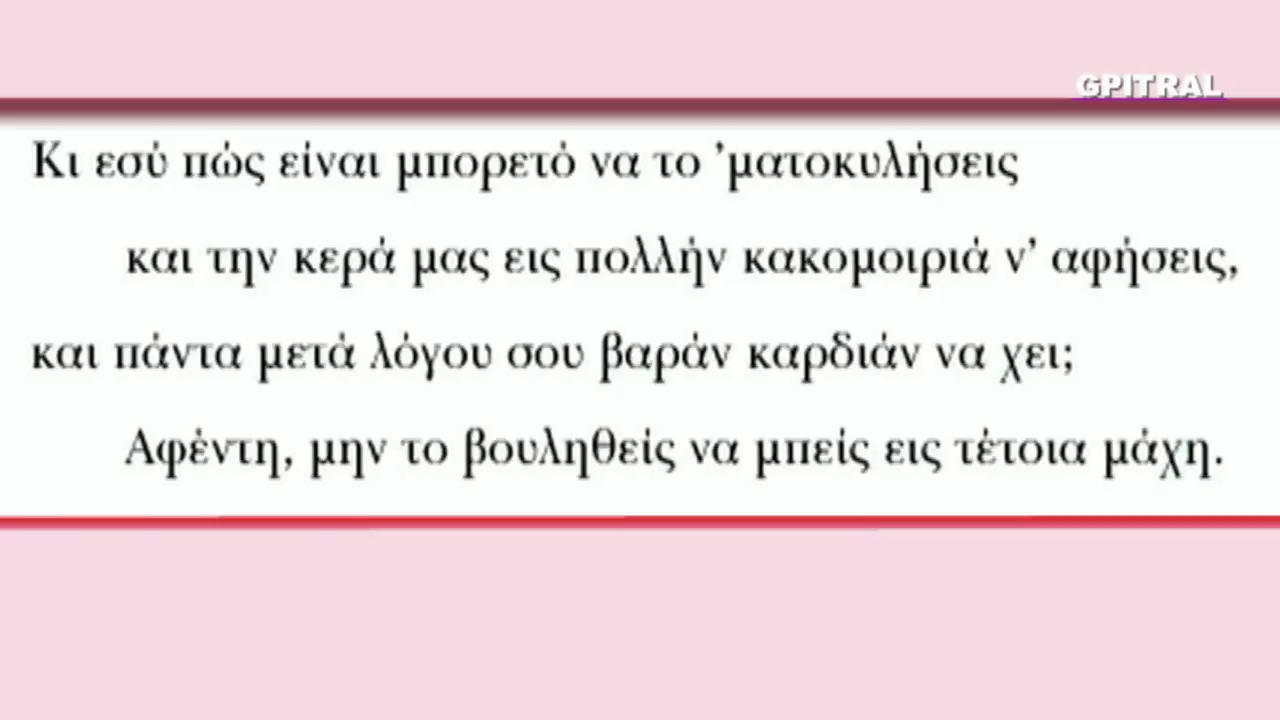 GPITRAL
Κι εσύ πώς είναι μπορετό να το ’ματοκυλήσεις
και την κερά μας εις πολλήν κακομοιριά ν’ αφήσεις,
και πάντα μετά λόγου σου βαράν καρδιάν να χει;
Αφέντη, μην το βουληθείς να μπείς εις τέτοια μάχη.